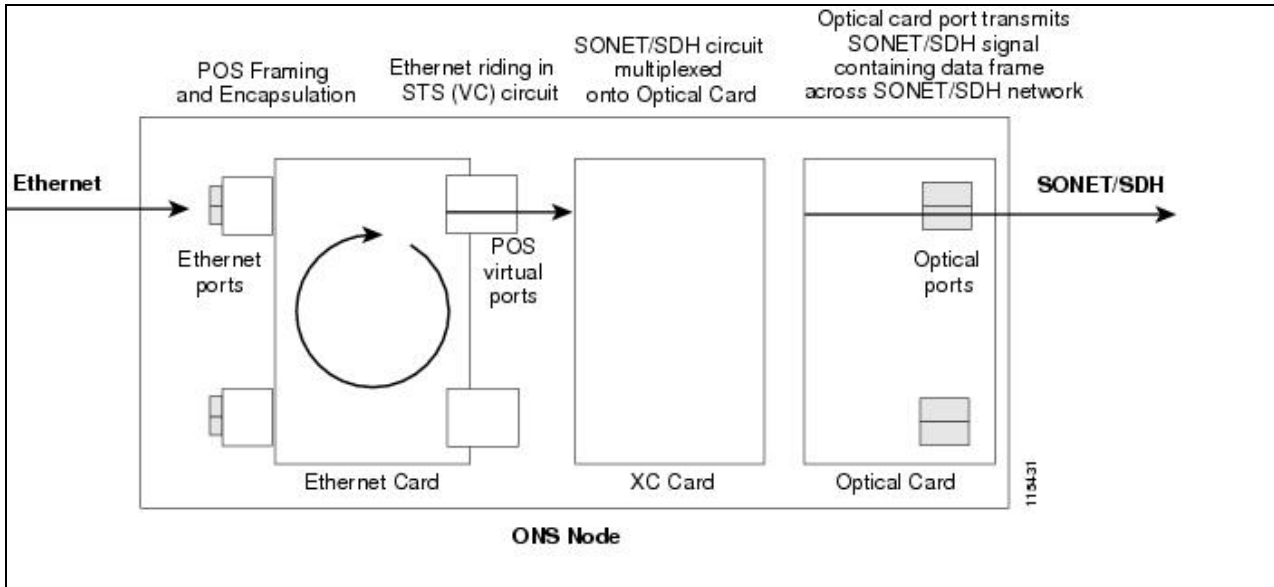 POS Framing
and Encapsulation
Ethernet riding in
STS (VC) circuit
SONET/SDH circuit
multiplexed
onto Optical Card
Optical card port transmits
SONET/SDH signal
containing data frame
across SONET/SDH network
Ethernet
SONET/SDH
Ethernet
ports
POS
virtual
ports
Optical
ports
Ethernet Card
XC Card
Optical Card
115431
ONS Node